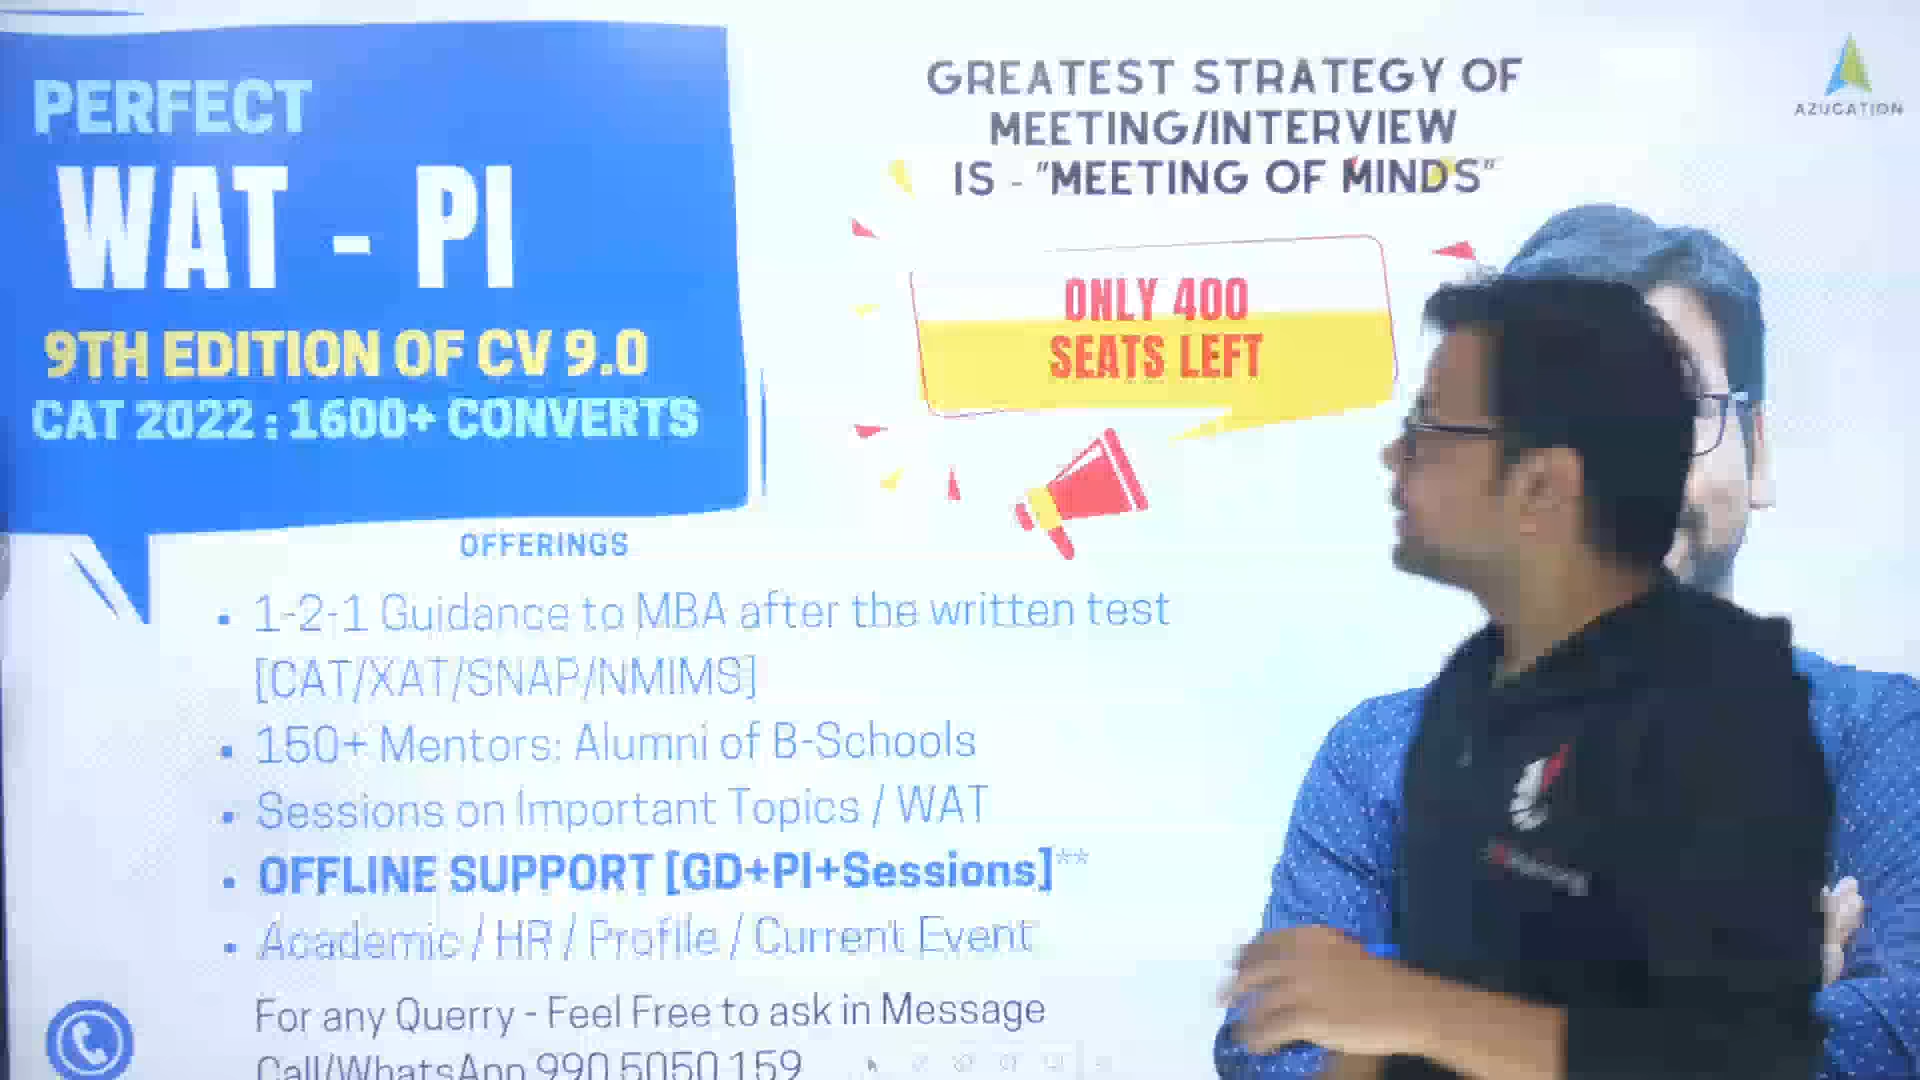 PERFECT
WAT - PI
9TH EDITION OF CV 9.0
CAT 2022 : 1600+ CONVERTS
GREATEST STRATEGY OF
MEETING/INTERVIEW
IS - "MEETING OF MINDS"
AZUCATION
ONLY 400
SEATS LEFT
OFFERINGS
• 1-2-1 Guidance to MBA after the written test
[CAT/XAT/SNAP/NMIMS]
• 150+ Mentors: Alumni of B-Schools
• Sessions on Important Topics / WAT
• OFFLINE SUPPORT [GD+PI+Sessions]**
• Academic / HR / Profile / Current Event
For any Querry - Feel Free to ask in Message
Call/WhatsApp 990 5050 159